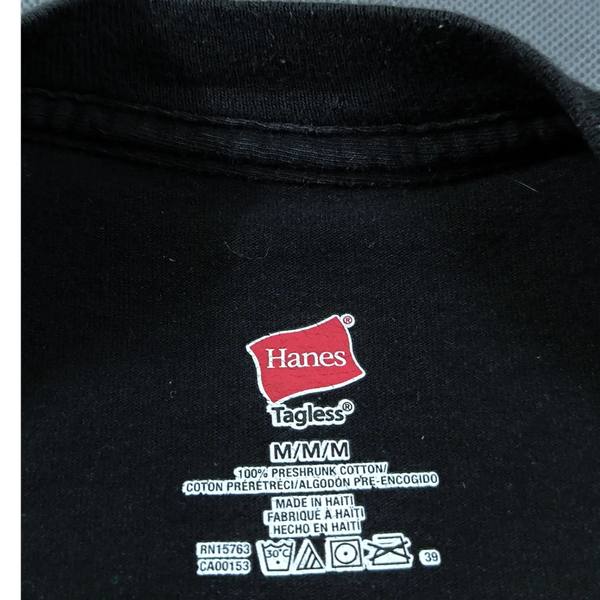 Hanes®
Tagless®
M/M/M
100% PRESHRUNK COTTON/
COTON PRÉRÉTRÉCI/ALGODÓN PRE-ENCOGIDO
MADE IN HAITI
FABRIQUÉ À HAÏTI
HECHO EN HAITÍ
RN15763
CA00153
30°C
39